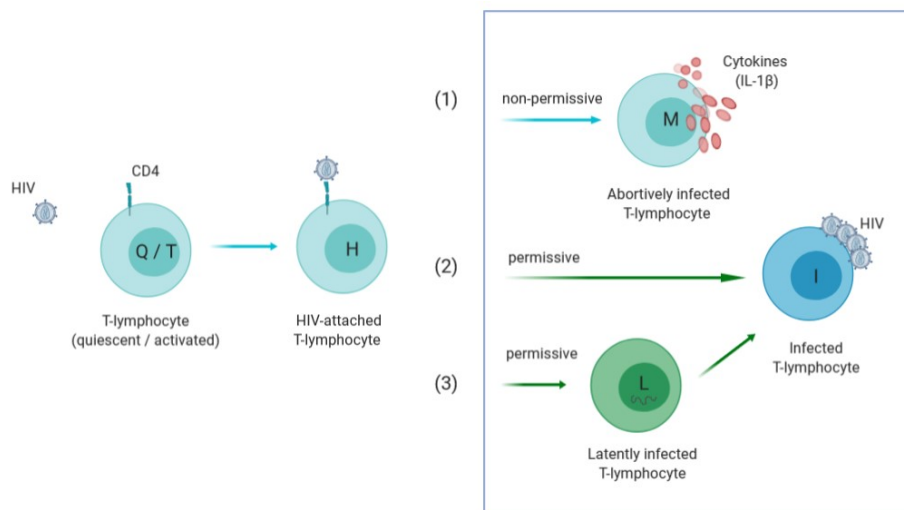 HIV
CD4
Q / T
T-lymphocyte
(quiescent / activated)
H
HIV-attached
T-lymphocyte
(1)
non-permissive
M
Cytokines
(IL-1β)
Abortively infected
T-lymphocyte
(2)
permissive
HIV
I
Infected
T-lymphocyte
(3)
permissive
L
Latently infected
T-lymphocyte